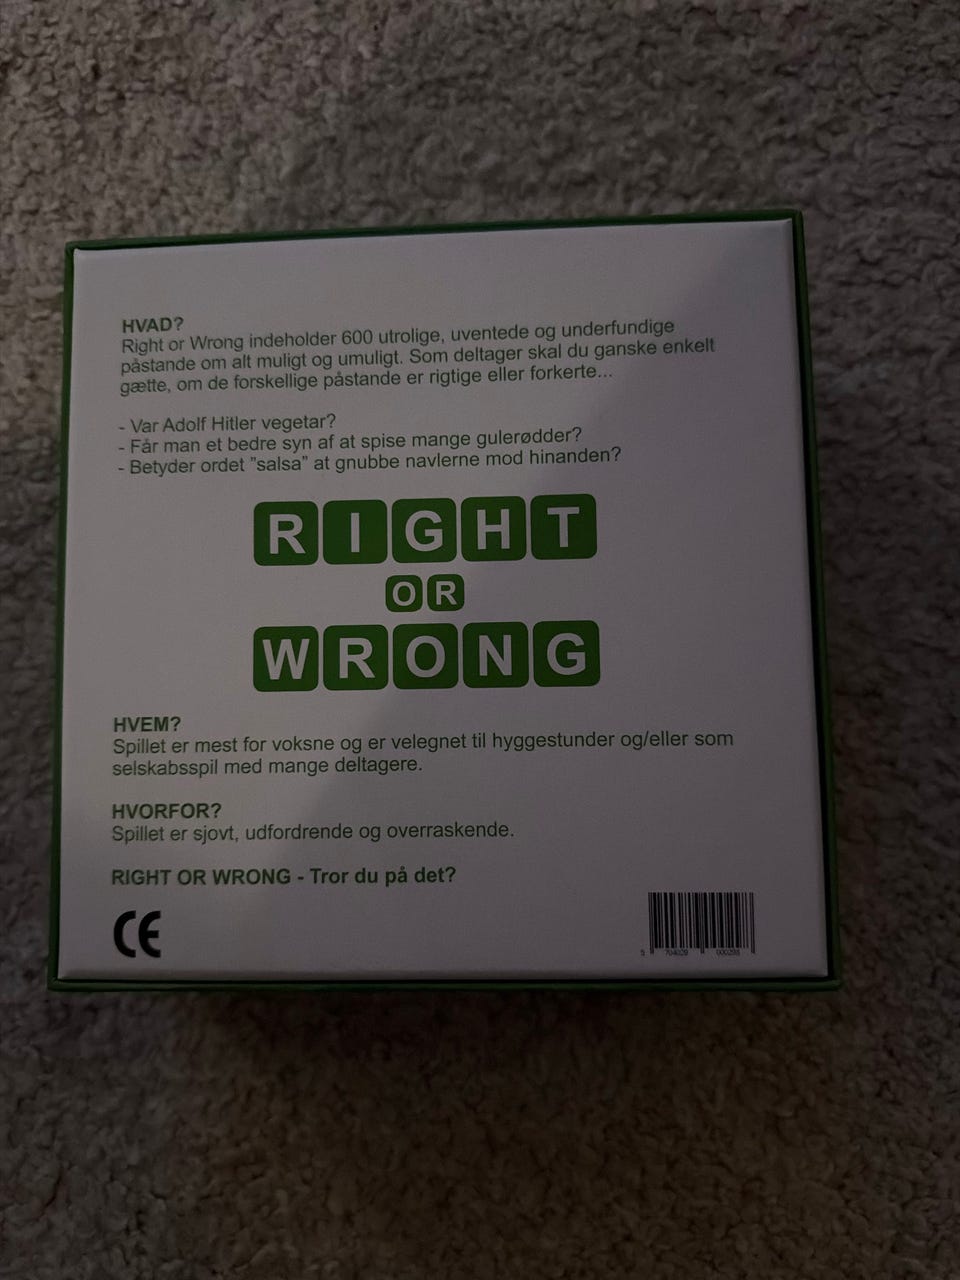 HVAD?
Right or Wrong indeholder 600 utrolige, uventede og underfundige
påstande om alt muligt og umuligt. Som deltager skal du ganske enkelt
gætte, om de forskellige påstande er rigtige eller forkerte...
- Var Adolf Hitler vegetar?
- Får man et bedre syn af at spise mange gulerødder?
- Betyder ordet ”salsa” at gnubbe navlerne mod hinanden?
RIGHT
OR
WRONG
HVEM?
Spillet er mest for voksne og er velegnet til hyggestunder og/eller som
selskabsspil med mange deltagere.
HVORFOR?
Spillet er sjovt, udfordrende og overraskende.
RIGHT OR WRONG - Tror du på det?
CE